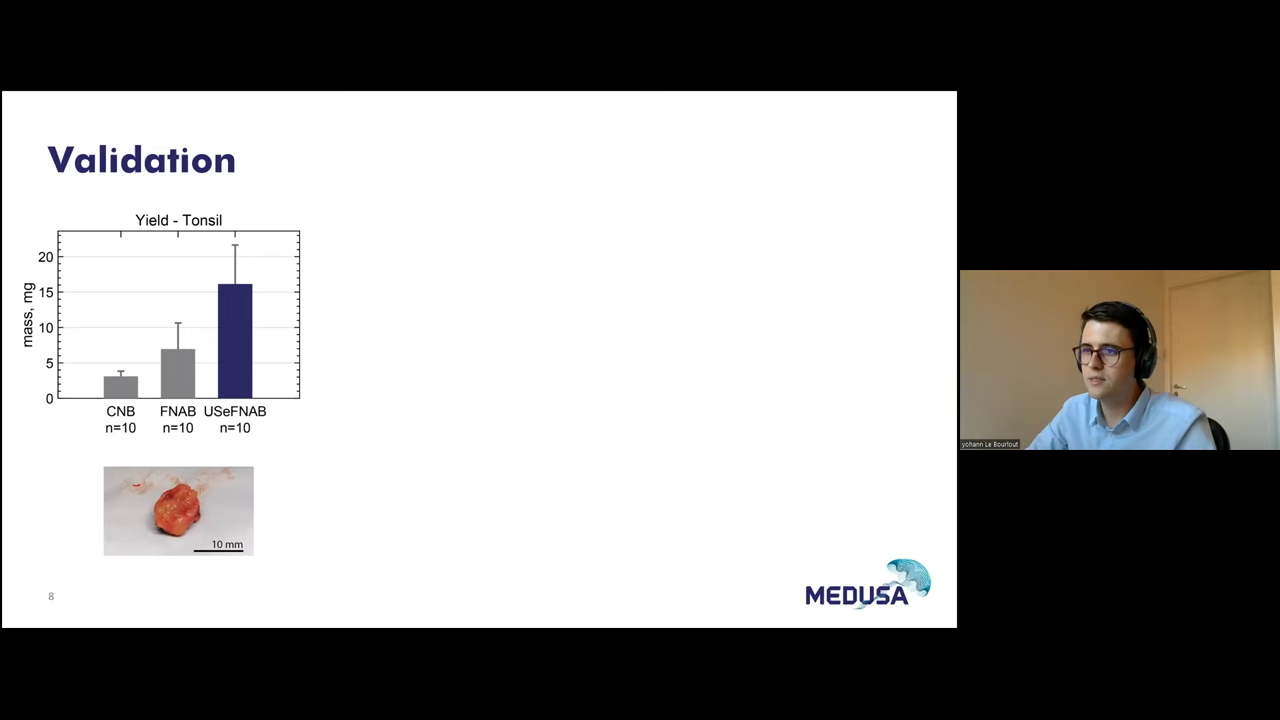 Validation
Yield - Tonsil
mass, mg
20
15
10
5
0
CNB
n=10
FNAB
n=10
USeFNAB
n=10
10 mm
8
MEDUSA
yohann Le Bourlout